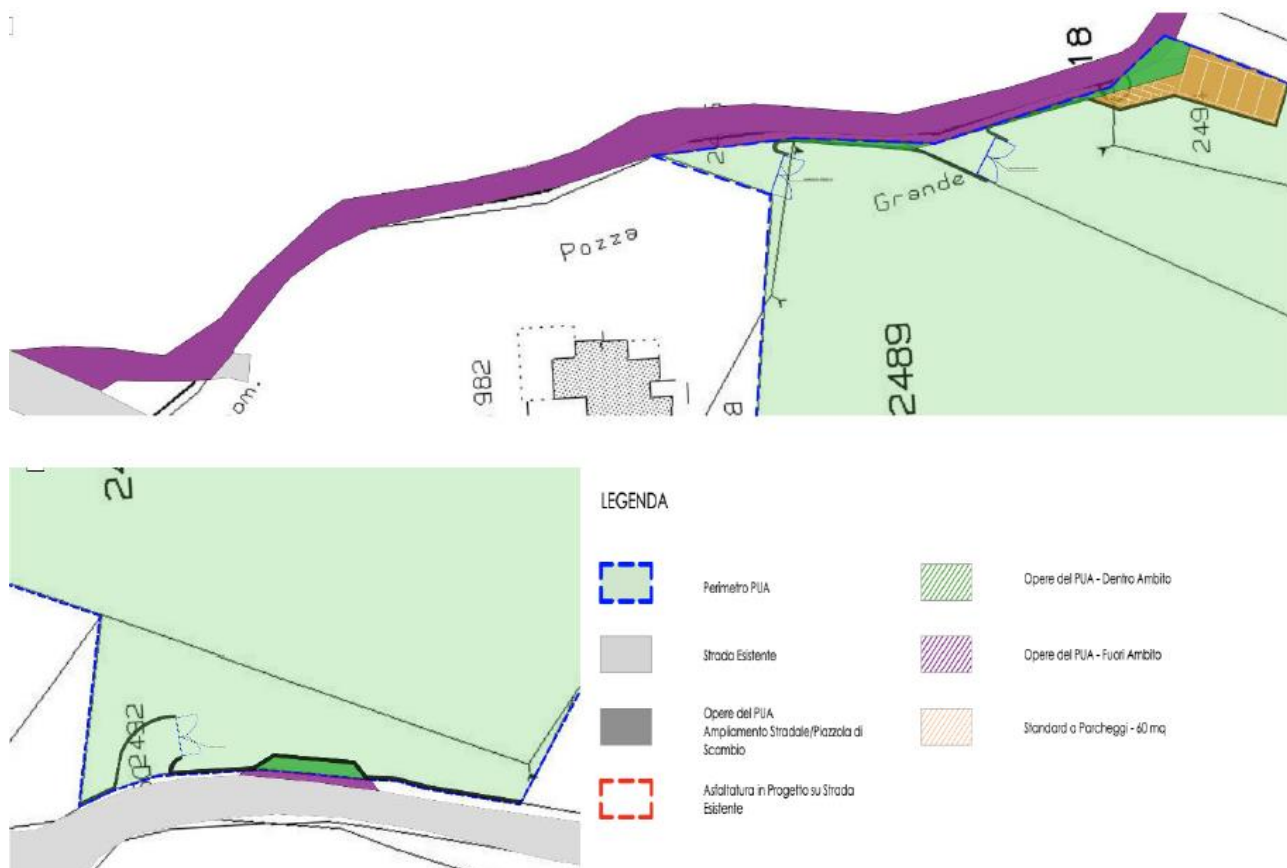 18
249
Grande
Pozza
2489
982
om.
a
2492
LEGENDA
Perimetro PUA
Opere del PUA - Dentro Ambito
Strada Esistente
Opere del PUA - Fuori Ambito
Opere del PUA
Ampliamento Stradale/Piazzola di
Scambio
Standard a Parcheggi - 60 mq
Asfaltatura in Progetto su Strada
Esistente